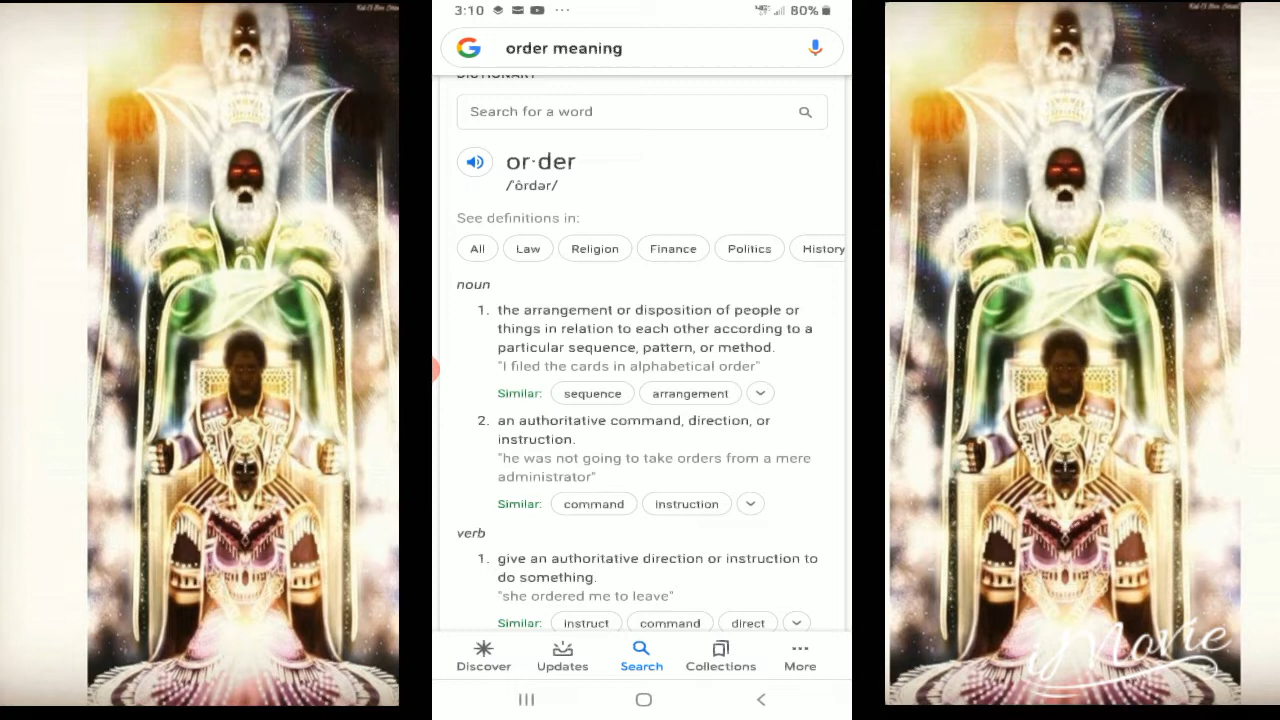 3:10
80%
order meaning
DICTIONARY
Search for a word
or·der
/ˈôrdər/
See definitions in:
All
Law
Religion
Finance
Politics
History
noun
1. the arrangement or disposition of people or
things in relation to each other according to a
particular sequence, pattern, or method.
"I filed the cards in alphabetical order"
Similar: sequence arrangement
2. an authoritative command, direction, or
instruction.
"he was not going to take orders from a mere
administrator"
Similar: command instruction
verb
1. give an authoritative direction or instruction to
do something.
"she ordered me to leave"
Similar: instruct command direct
Discover
Updates
Search
Collections
More